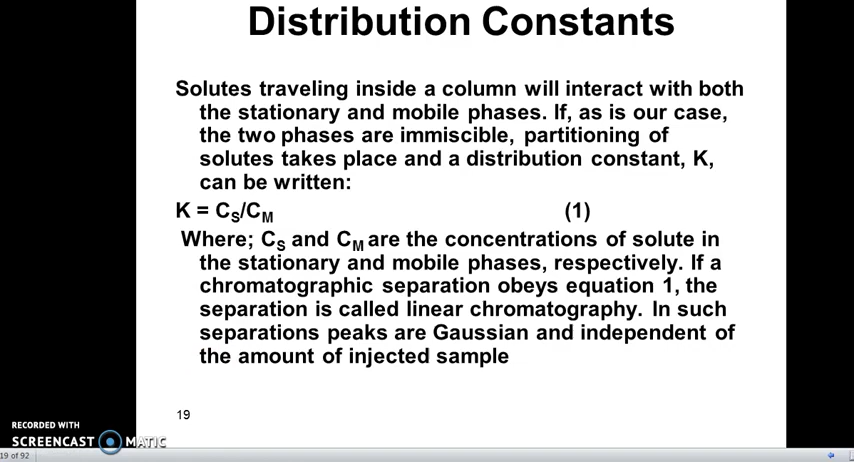 Distribution Constants
Solutes traveling inside a column will interact with both
the stationary and mobile phases. If, as is our case,
the two phases are immiscible, partitioning of
solutes takes place and a distribution constant, K,
can be written:
K = CS/CM (1)
Where; CS and CM are the concentrations of solute in
the stationary and mobile phases, respectively. If a
chromatographic separation obeys equation 1, the
separation is called linear chromatography. In such
separations peaks are Gaussian and independent of
the amount of injected sample
19
RECORDED WITH
SCREENCAST MATIC
19 of 92